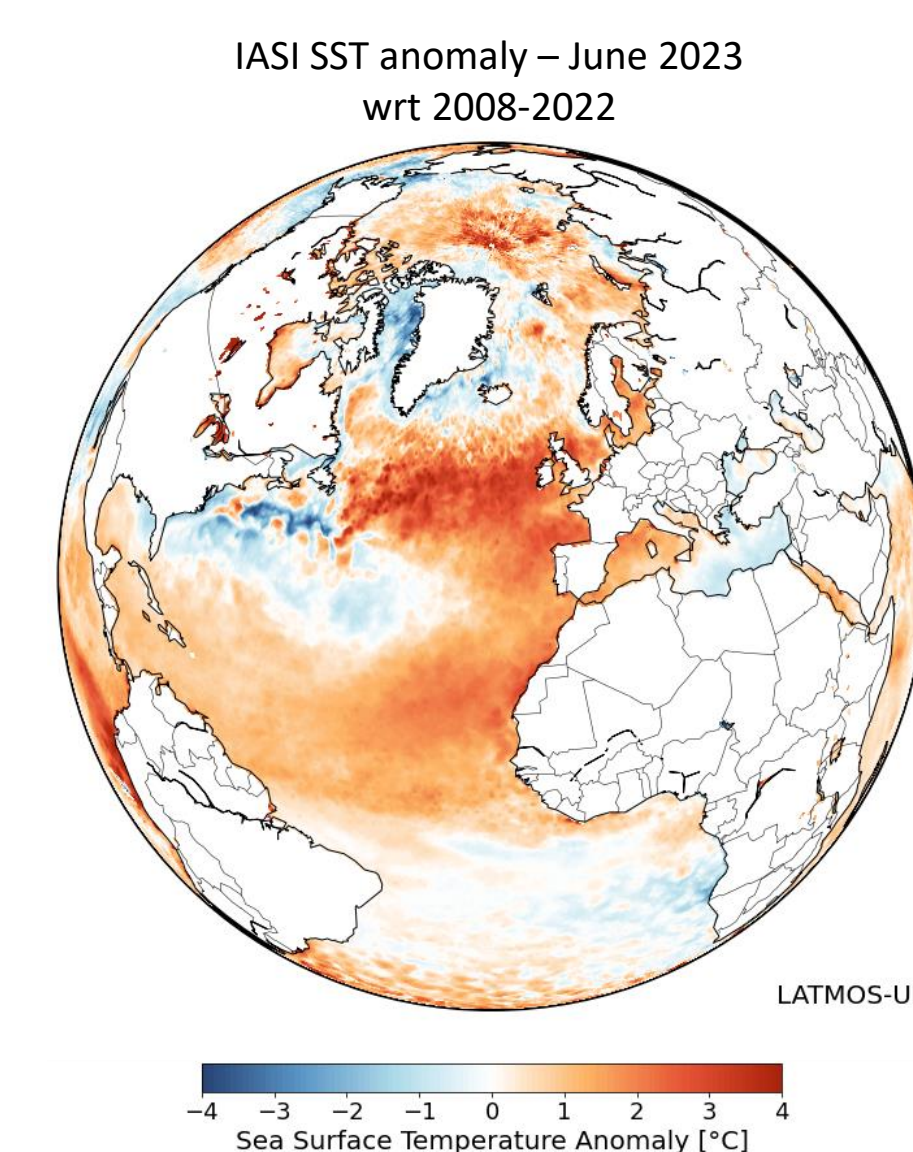 IASI SST anomaly – June 2023
wrt 2008-2022
LATMOS-U
−4 −3 −2 −1 0 1 2 3 4
Sea Surface Temperature Anomaly [°C]